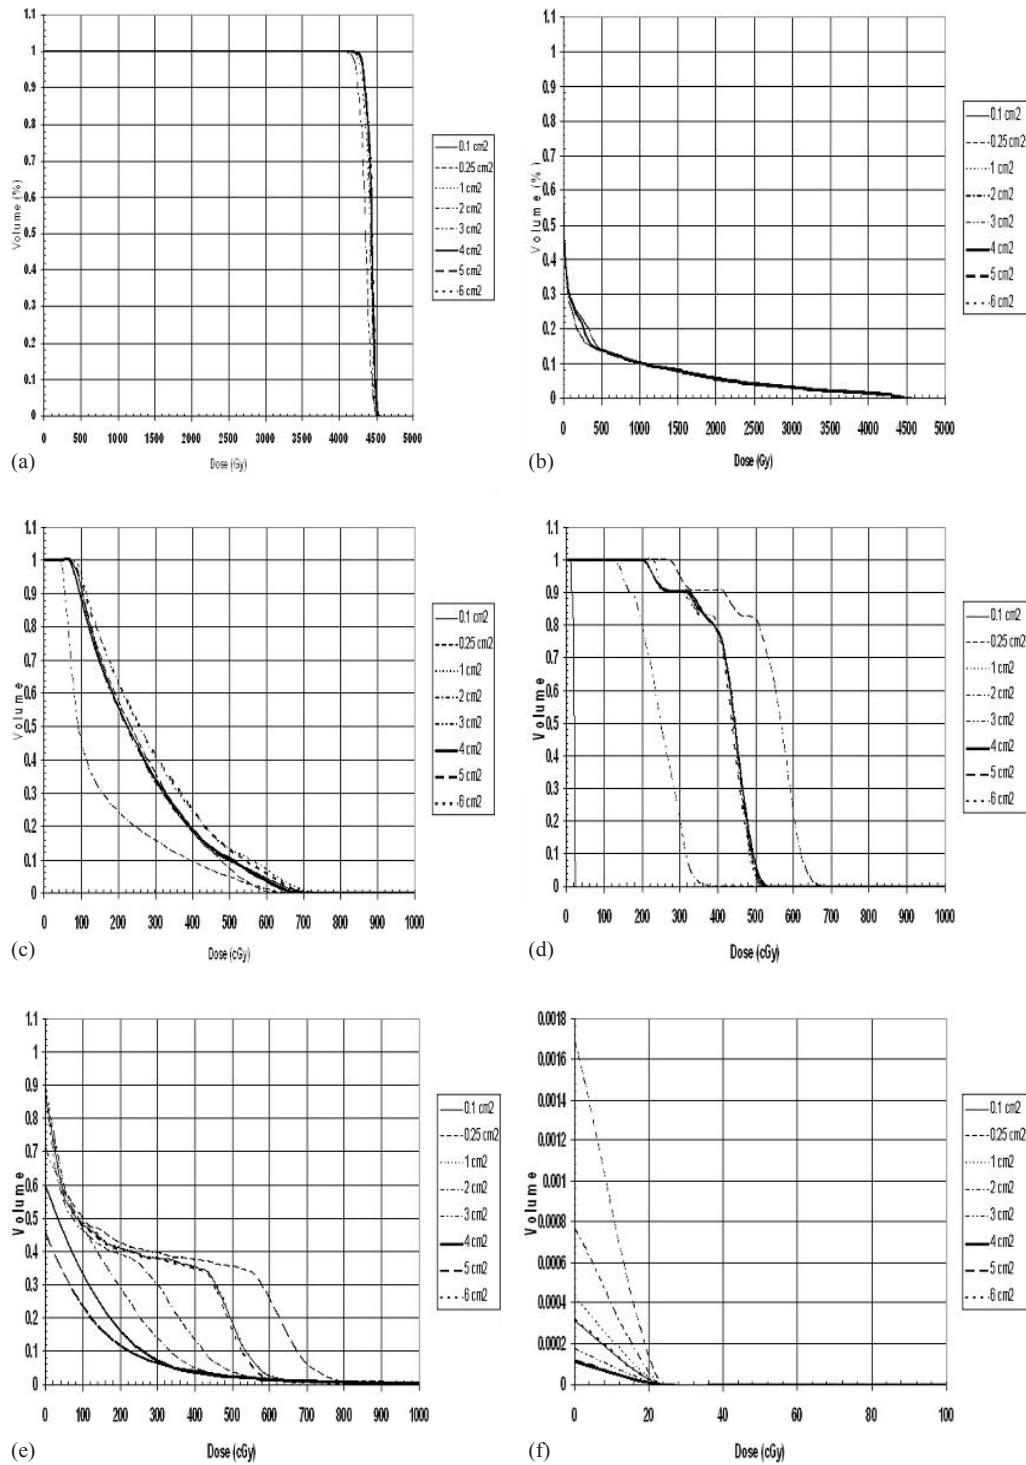 1.1
1
0.9
0.8
0.7
0.6
0.5
0.4
0.3
0.2
0.1
0
Volume (%)
0 500 1000 1500 2000 2500 3000 3500 4000 4500 5000
Dose (Gy)
0.1 cm2
0.25 cm2
1 cm2
2 cm2
3 cm2
4 cm2
5 cm2
6 cm2
(a)
1.1
1
0.9
0.8
0.7
0.6
0.5
0.4
0.3
0.2
0.1
0
Volume (%)
0 500 1000 1500 2000 2500 3000 3500 4000 4500 5000
Dose (Gy)
0.1 cm2
0.25 cm2
1 cm2
2 cm2
3 cm2
4 cm2
5 cm2
6 cm2
(b)
1.1
1
0.9
0.8
0.7
0.6
0.5
0.4
0.3
0.2
0.1
0
Volume
0 100 200 300 400 500 600 700 800 900 1000
Dose (cGy)
0.1 cm2
0.25 cm2
1 cm2
2 cm2
3 cm2
4 cm2
5 cm2
6 cm2
(c)
1.1
1
0.9
0.8
0.7
0.6
0.5
0.4
0.3
0.2
0.1
0
Volume
0 100 200 300 400 500 600 700 800 900 1000
Dose (cGy)
0.1 cm2
0.25 cm2
1 cm2
2 cm2
3 cm2
4 cm2
5 cm2
6 cm2
(d)
1.1
1
0.9
0.8
0.7
0.6
0.5
0.4
0.3
0.2
0.1
0
Volume
0 100 200 300 400 500 600 700 800 900 1000
Dose (cGy)
0.1 cm2
0.25 cm2
1 cm2
2 cm2
3 cm2
4 cm2
5 cm2
6 cm2
(e)
0.0018
0.0016
0.0014
0.0012
0.001
0.0008
0.0006
0.0004
0.0002
0
Volume
0 20 40 60 80 100
Dose (cGy)
0.1 cm2
0.25 cm2
1 cm2
2 cm2
3 cm2
4 cm2
5 cm2
6 cm2
(f)